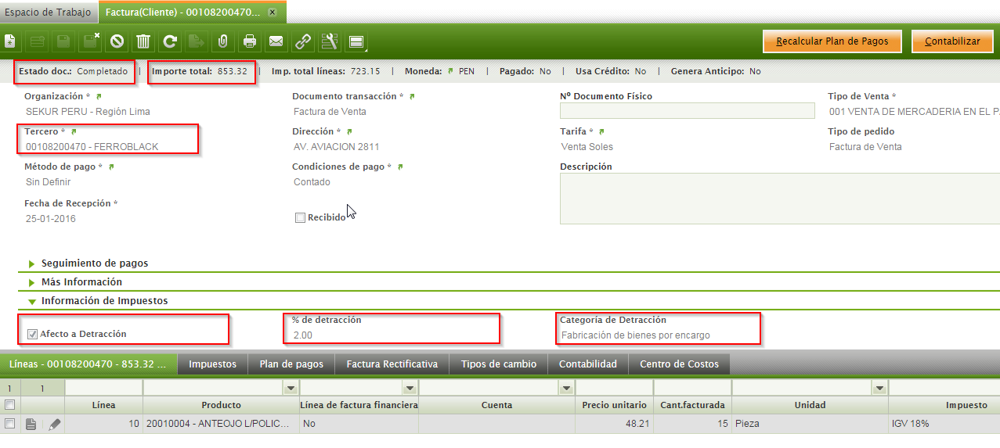 Espacio de Trabajo Factura(Cliente) - 00108200470... x
Recalcular Plan de Pagos Contabilizar
Estado doc.: Completado | Importe total: 853.32 | Imp. total líneas: 723.15 | Moneda: PEN | Pagado: No | Usa Crédito: No | Genera Anticipo: No
Organización * Documento transacción * Nº Documento Físico Tipo de Venta *
SEKUR PERU - Región Lima Factura de Venta 001 VENTA DE MERCADERIA EN EL PA
Tercero * Dirección * Tarifa * Tipo de pedido
00108200470 - FERROBLACK AV. AVIACION 2811 Venta Soles Factura de Venta
Método de pago * Condiciones de pago * Descripción
Sin Definir Contado
Fecha de Recepción *
25-01-2016 Recibido
Seguimiento de pagos
Más Información
Información de Impuestos
Afecto a Detracción % de detracción Categoría de Detracción
2.00 Fabricación de bienes por encargo
Líneas - 00108200470 - 853.32 ... Impuestos Plan de pagos Factura Rectificativa Tipos de cambio Contabilidad Centro de Costos
1 1
Línea Producto Línea de factura financiera Cuenta Precio unitario Cant.facturada Unidad Impuesto
10 20010004 - ANTEOJO L/POLIC... No 48.21 15 Pieza IGV 18%